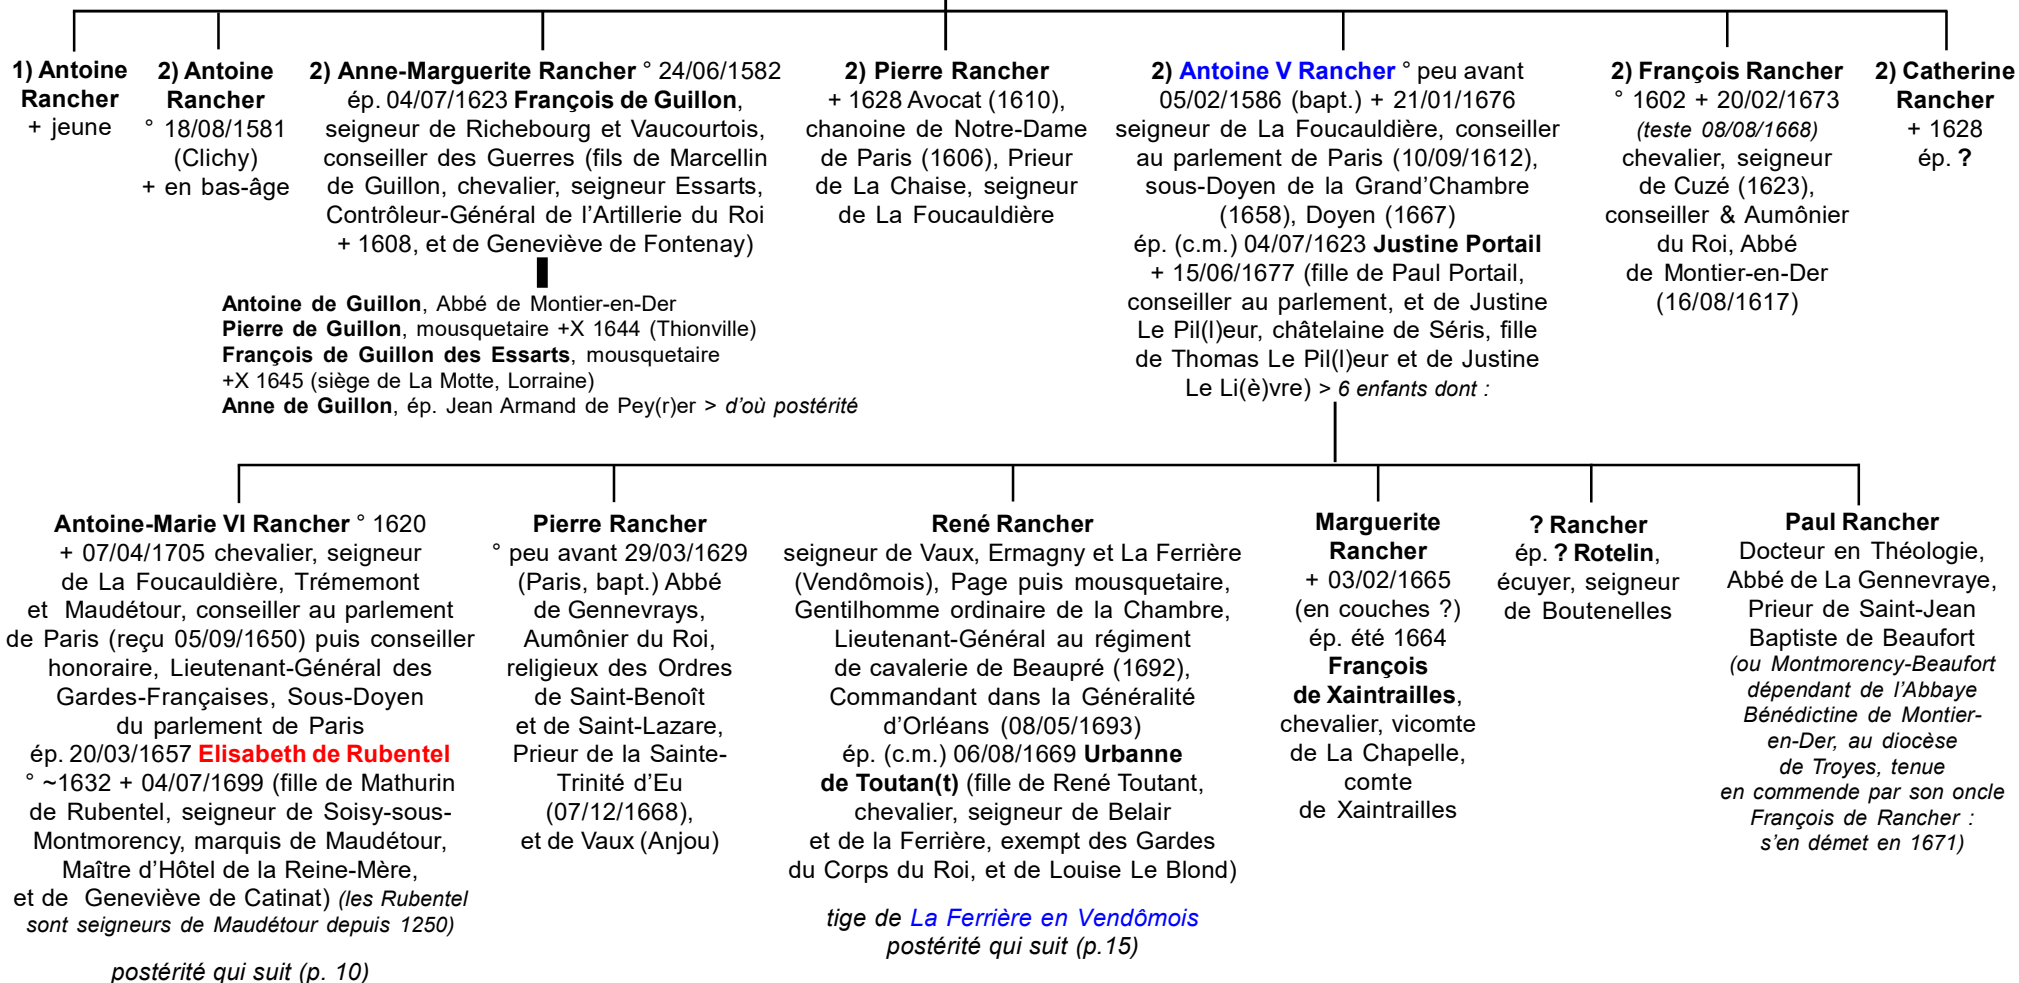 1) Antoine
Rancher
+ jeune
2) Antoine
Rancher
° 18/08/1581
(Clichy)
+ en bas-âge
2) Anne-Marguerite Rancher ° 24/06/1582
ép. 04/07/1623 François de Guillon,
seigneur de Richebourg et Vaucourtois,
conseiller des Guerres (fils de Marcellin
de Guillon, chevalier, seigneur Essarts,
Contrôleur-Général de l'Artillerie du Roi
+ 1608, et de Geneviève de Fontenay)
Antoine de Guillon, Abbé de Montier-en-Der
Pierre de Guillon, mousquetaire +X 1644 (Thionville)
François de Guillon des Essarts, mousquetaire
+X 1645 (siège de La Motte, Lorraine)
Anne de Guillon, ép. Jean Armand de Pey(r)er > d'où postérité
2) Pierre Rancher
+ 1628 Avocat (1610),
chanoine de Notre-Dame
de Paris (1606), Prieur
de La Chaise, seigneur
de La Foucauldière
2) Antoine V Rancher ° peu avant
05/02/1586 (bapt.) + 21/01/1676
seigneur de La Foucauldière, conseiller
au parlement de Paris (10/09/1612),
sous-Doyen de la Grand'Chambre
(1658), Doyen (1667)
ép. (c.m.) 04/07/1623 Justine Portail
+ 15/06/1677 (fille de Paul Portail,
conseiller au parlement, et de Justine
Le Pil(l)eur, châtelaine de Séris, fille
de Thomas Le Pil(l)eur et de Justine
Le Li(è)vre) > 6 enfants dont :
2) François Rancher
° 1602 + 20/02/1673
(teste 08/08/1668)
chevalier, seigneur
de Cuzé (1623),
conseiller & Aumônier
du Roi, Abbé
de Montier-en-Der
(16/08/1617)
2) Catherine
Rancher
+ 1628
ép. ?
Antoine-Marie VI Rancher ° 1620
+ 07/04/1705 chevalier, seigneur
de La Foucauldière, Trémemont
et Maudétour, conseiller au parlement
de Paris (reçu 05/09/1650) puis conseiller
honoraire, Lieutenant-Général des
Gardes-Françaises, Sous-Doyen
du parlement de Paris
ép. 20/03/1657 Elisabeth de Rubentel
° ~1632 + 04/07/1699 (fille de Mathurin
de Rubentel, seigneur de Soisy-sous-
Montmorency, marquis de Maudétour,
Maître d'Hôtel de la Reine-Mère,
et de Geneviève de Catinat) (les Rubentel
sont seigneurs de Maudétour depuis 1250)
postérité qui suit (p. 10)
Pierre Rancher
° peu avant 29/03/1629
(Paris, bapt.) Abbé
de Gennevrays,
Aumônier du Roi,
religieux des Ordres
de Saint-Benoît
et de Saint-Lazare,
Prieur de la Sainte-
Trinité d'Eu
(07/12/1668),
et de Vaux (Anjou)
René Rancher
seigneur de Vaux, Ermagny et La Ferrière
(Vendômois), Page puis mousquetaire,
Gentilhomme ordinaire de la Chambre,
Lieutenant-Général au régiment
de cavalerie de Beaupré (1692),
Commandant dans la Généralité
d'Orléans (08/05/1693)
ép. (c.m.) 06/08/1669 Urbanne
de Toutan(t) (fille de René Toutant,
chevalier, seigneur de Belair
et de la Ferrière, exempt des Gardes
du Corps du Roi, et de Louise Le Blond)
tige de La Ferrière en Vendômois
postérité qui suit (p.15)
Marguerite
Rancher
+ 03/02/1665
(en couches ?)
ép. été 1664
François
de Xaintrailles,
chevalier, vicomte
de La Chapelle,
comte
de Xaintrailles
? Rancher
ép. ? Rotelin,
écuyer, seigneur
de Boutenelles
Paul Rancher
Docteur en Théologie,
Abbé de La Gennevraye,
Prieur de Saint-Jean
Baptiste de Beaufort
(ou Montmorency-Beaufort
dépendant de l'Abbaye
Bénédictine de Montier-
en-Der, au diocèse
de Troyes, tenue
en commende par son oncle
François de Rancher :
s'en démet en 1671)